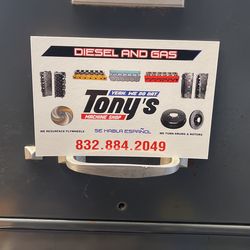 DIESEL AND GAS
YEAH, WE DO DAT
Tony's
MACHINE SHOP
WE RESURFACE FLYWHEELS
SE HABLA ESPAÑOL
WE TURN DRUMS & ROTORS
832.884.2049